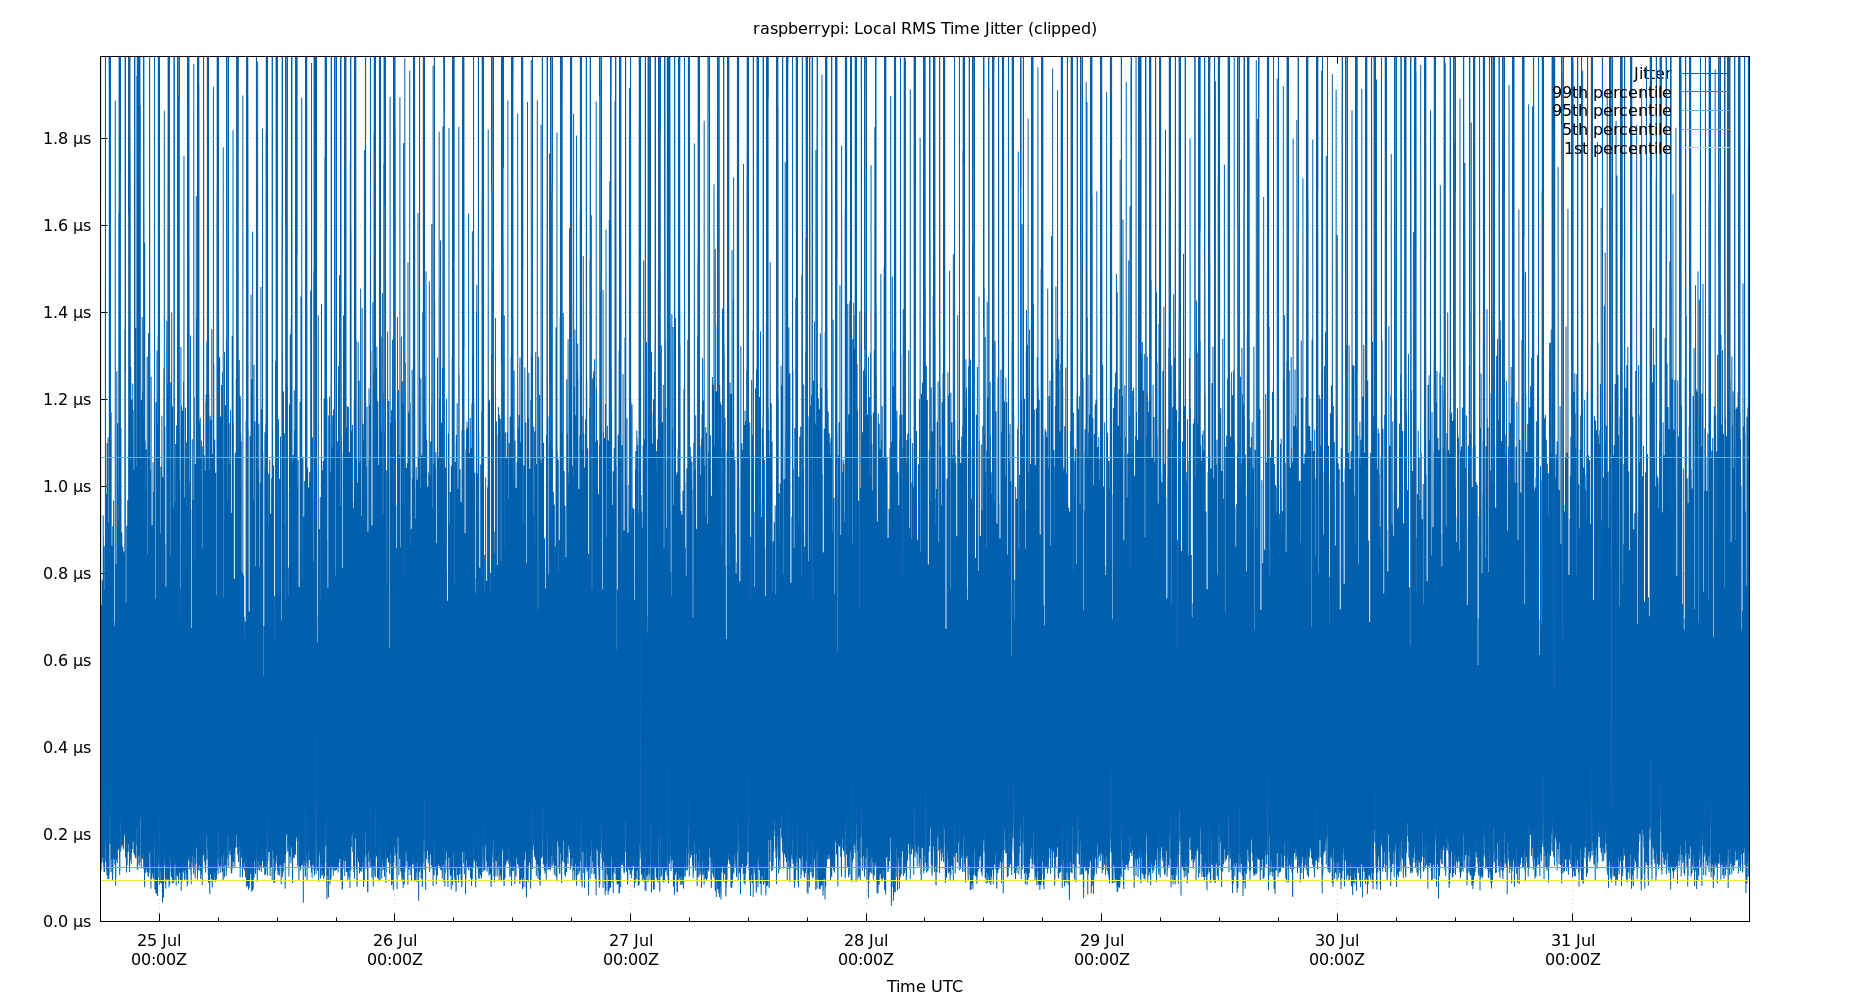 raspberrypi: Local RMS Time Jitter (clipped)
Jitter
99th percentile
95th percentile
5th percentile
1st percentile
1.8 µs
1.6 µs
1.4 µs
1.2 µs
1.0 µs
0.8 µs
0.6 µs
0.4 µs
0.2 µs
0.0 µs
25 Jul 26 Jul 27 Jul 28 Jul 29 Jul 30 Jul 31 Jul
00:00Z 00:00Z 00:00Z 00:00Z 00:00Z 00:00Z 00:00Z
Time UTC